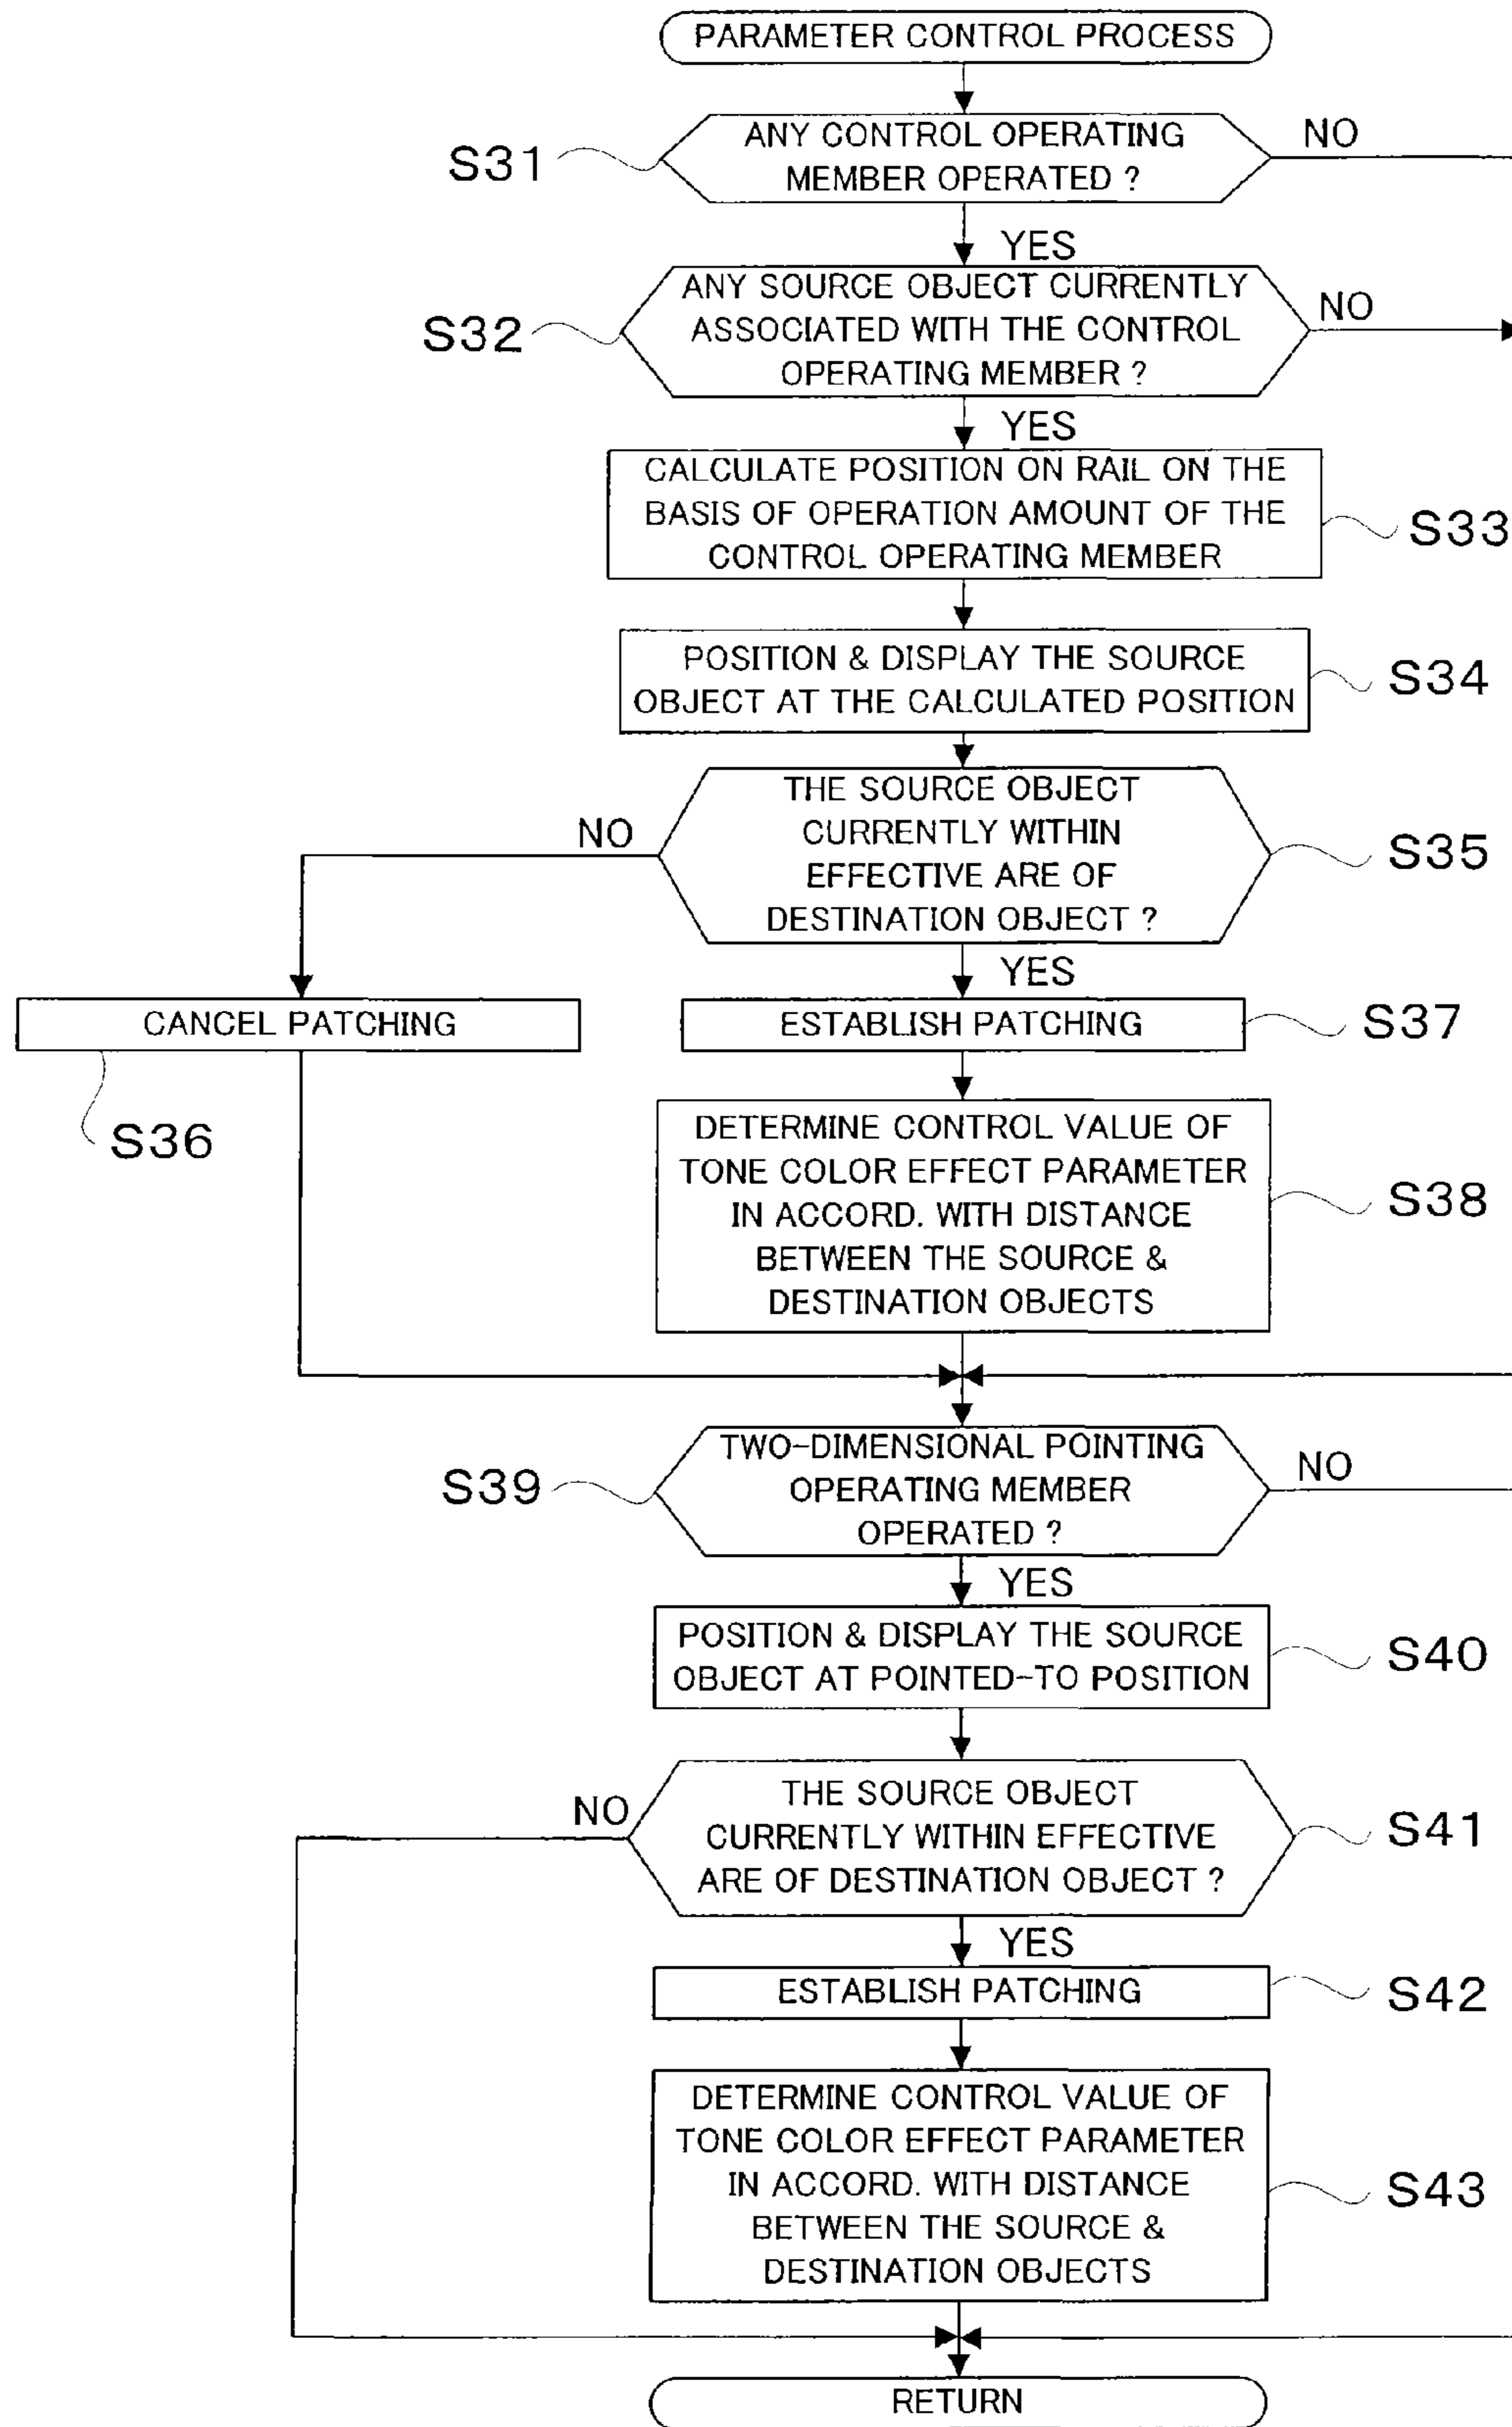 PARAMETER CONTROL PROCESS
S31
ANY CONTROL OPERATING
MEMBER OPERATED ?
NO
YES
S32
ANY SOURCE OBJECT CURRENTLY
ASSOCIATED WITH THE CONTROL
OPERATING MEMBER ?
NO
YES
CALCULATE POSITION ON RAIL ON THE
BASIS OF OPERATION AMOUNT OF THE
CONTROL OPERATING MEMBER
S33
POSITION & DISPLAY THE SOURCE
OBJECT AT THE CALCULATED POSITION
S34
THE SOURCE OBJECT
CURRENTLY WITHIN
EFFECTIVE ARE OF
DESTINATION OBJECT ?
S35
NO
YES
CANCEL PATCHING
S36
ESTABLISH PATCHING
S37
DETERMINE CONTROL VALUE OF
TONE COLOR EFFECT PARAMETER
IN ACCORD. WITH DISTANCE
BETWEEN THE SOURCE &
DESTINATION OBJECTS
S38
S39
TWO-DIMENSIONAL POINTING
OPERATING MEMBER
OPERATED ?
NO
YES
POSITION & DISPLAY THE SOURCE
OBJECT AT POINTED-TO POSITION
S40
NO
THE SOURCE OBJECT
CURRENTLY WITHIN EFFECTIVE
ARE OF DESTINATION OBJECT ?
S41
YES
ESTABLISH PATCHING
S42
DETERMINE CONTROL VALUE OF
TONE COLOR EFFECT PARAMETER
IN ACCORD. WITH DISTANCE
BETWEEN THE SOURCE &
DESTINATION OBJECTS
S43
RETURN